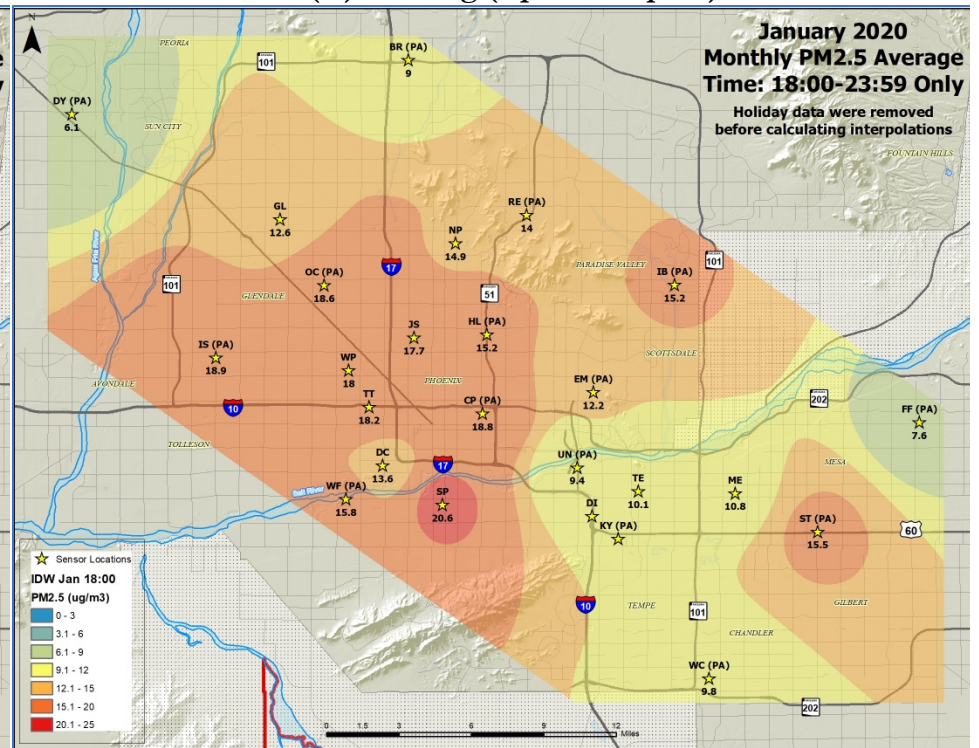 January 2020
Monthly PM2.5 Average
Time: 18:00-23:59 Only
Holiday data were removed
before calculating interpolations
N
PEORIA
101
BR (PA)
9
DY (PA)
6.1
SUN CITY
FOUNTAIN HILLS
GL
12.6
RE (PA)
14
NP
14.9
Agua Fria River
17
PARADISE VALLEY
101
101
OC (PA)
18.6
GLENDALE
51
IB (PA)
15.2
JS
17.7
HL (PA)
15.2
IS (PA)
18.9
WP
18
SCOTTSDALE
AVONDALE
PHOENIX
EM (PA)
12.2
10
TT
18.2
CP (PA)
18.8
202
FF (PA)
7.6
TOLLESON
DC
13.6
17
UN (PA)
9.4
MESA
WF (PA)
15.8
Salt River
SP
20.6
TE
10.1
ME
10.8
DI
KY (PA)
ST (PA)
15.5
60
10
TEMPE
101
GILBERT
CHANDLER
WC (PA)
9.8
202
Sensor Locations
IDW Jan 18:00
PM2.5 (ug/m3)
0 - 3
3.1 - 6
6.1 - 9
9.1 - 12
12.1 - 15
15.1 - 20
20.1 - 25
0 3 6 9 12
Miles